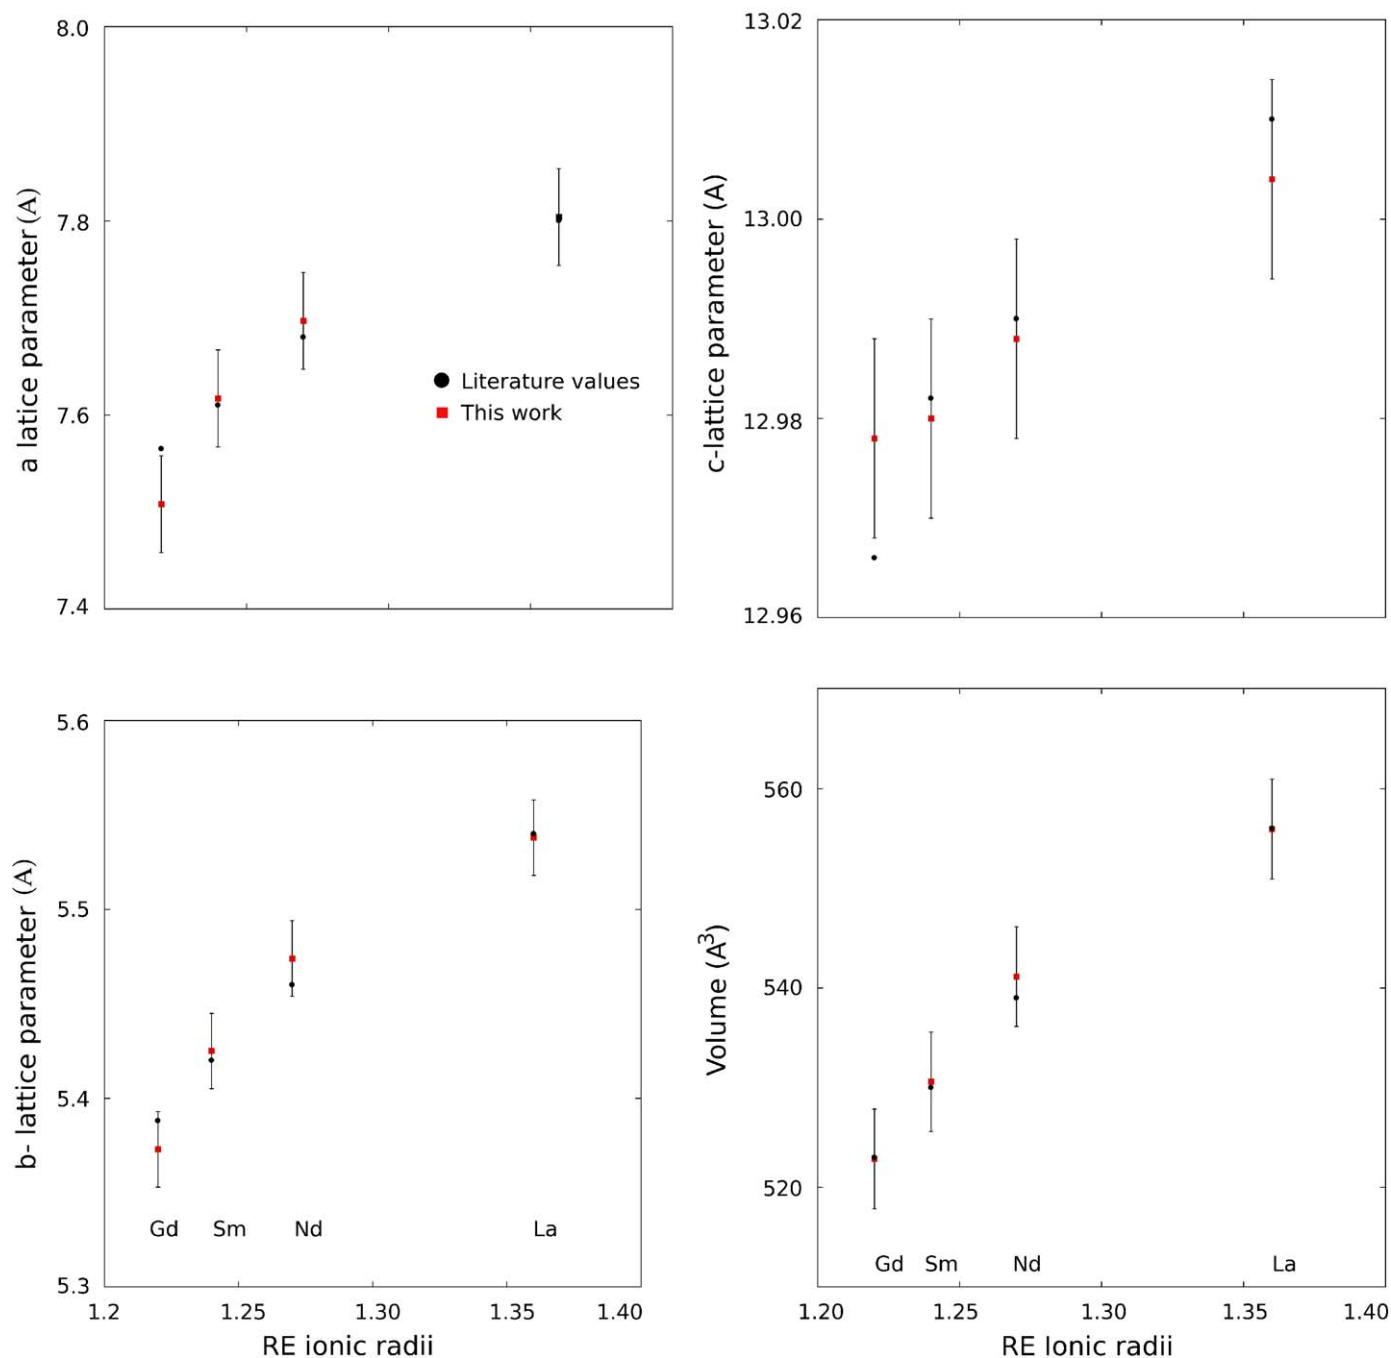 8.0
7.8
7.6
7.4
a lattice parameter (A)
Literature values
This work
13.02
13.00
12.98
12.96
c-lattice parameter (A)
5.6
5.5
5.4
5.3
b- lattice parameter (A)
Gd Sm Nd La
1.2 1.25 1.30 1.35 1.40
RE ionic radii
560
540
520
Volume (A³)
Gd Sm Nd La
1.20 1.25 1.30 1.35 1.40
RE Ionic radii